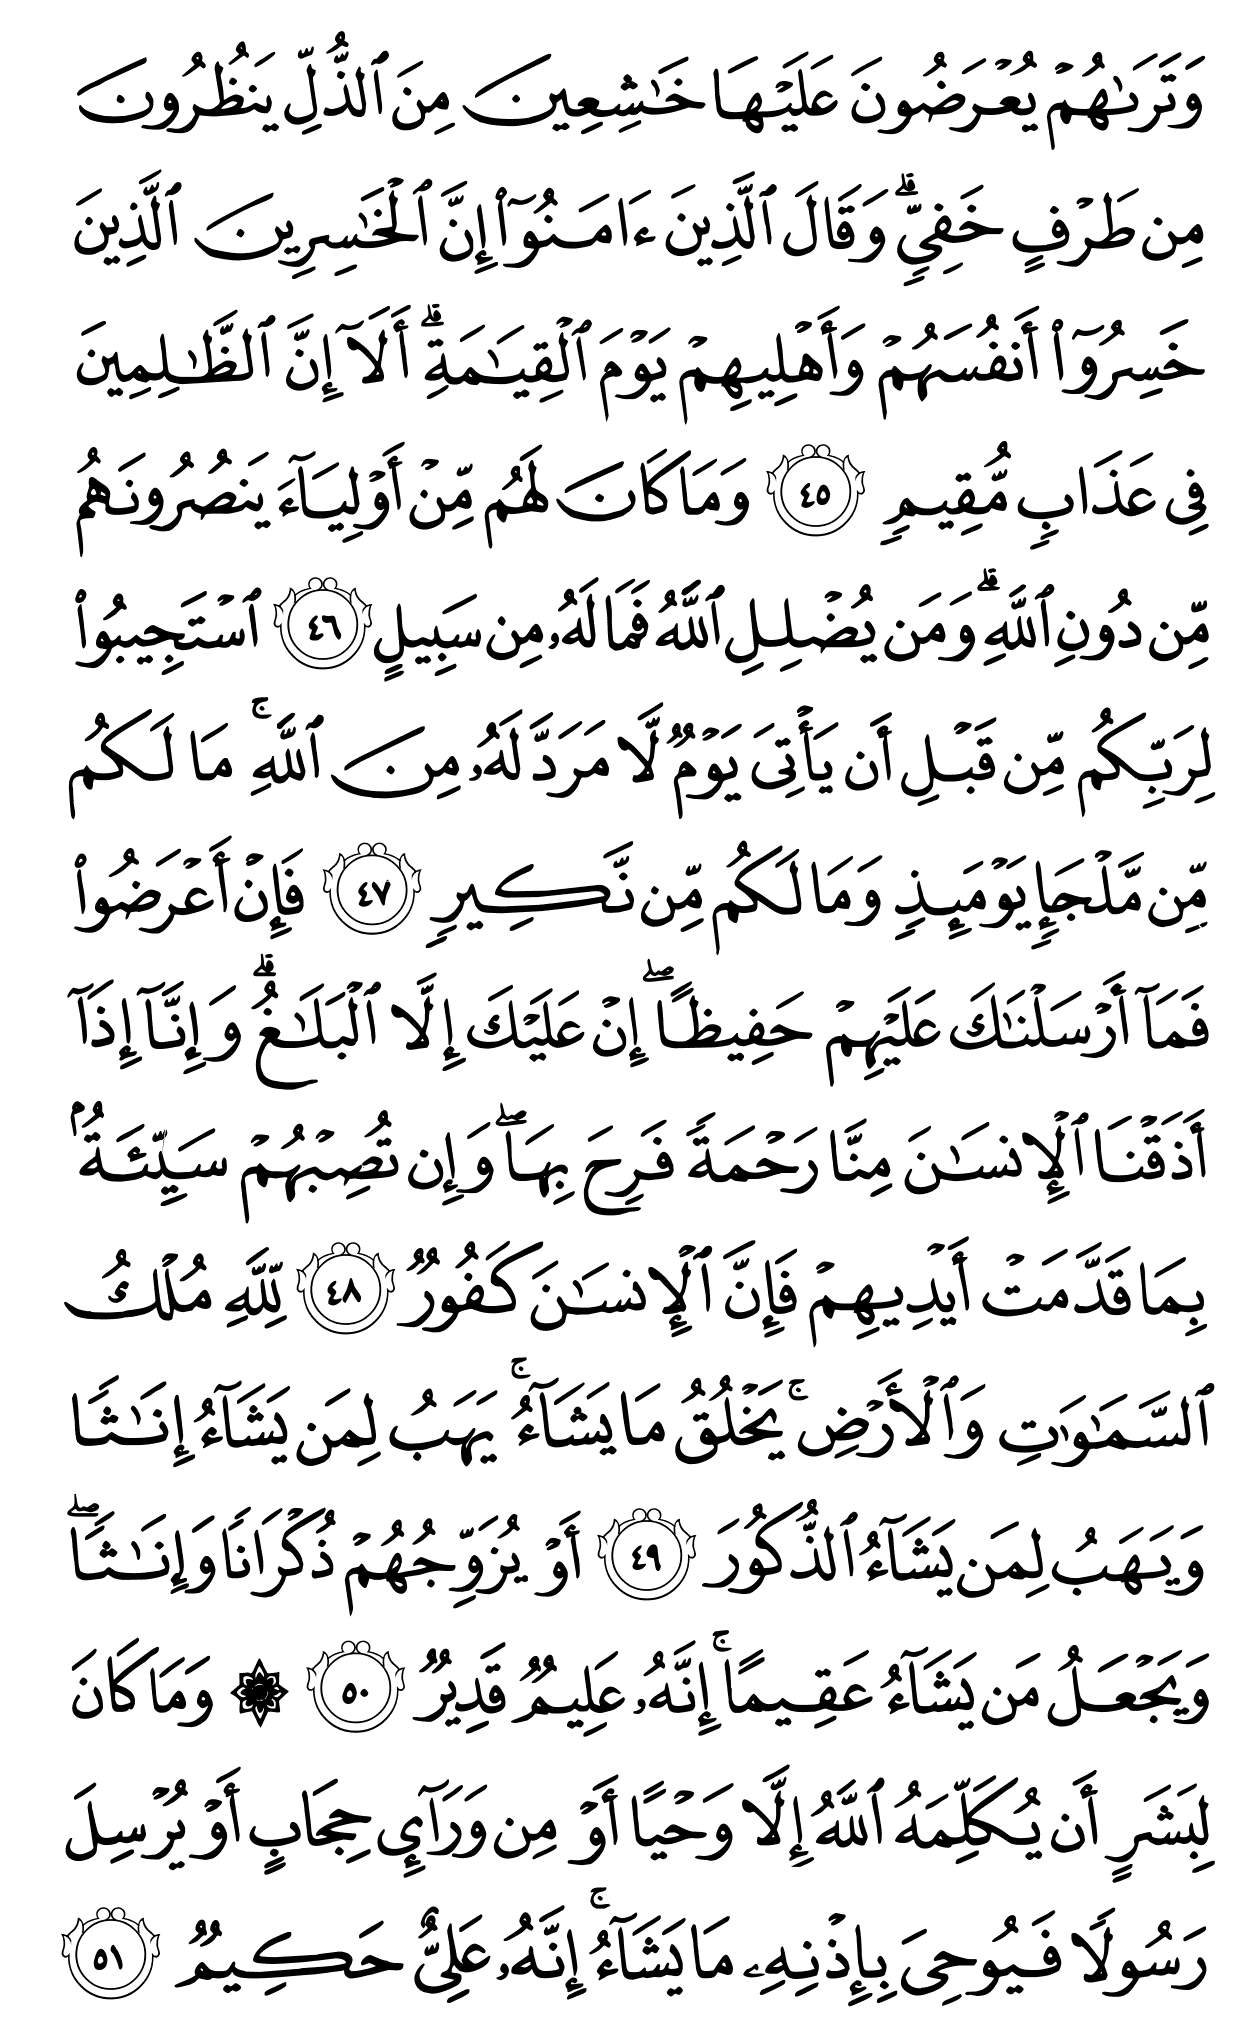 وَتَرَىٰهُمْ يُعْرَضُونَ عَلَيْهَا خَـٰشِعِينَ مِنَ ٱلذُّلِّ يَنظُرُونَ
مِن طَرْفٍ خَفِىٍّ ۗ وَقَالَ ٱلَّذِينَ ءَامَنُوٓا۟ إِنَّ ٱلْخَـٰسِرِينَ ٱلَّذِينَ
خَسِرُوٓا۟ أَنفُسَهُمْ وَأَهْلِيهِمْ يَوْمَ ٱلْقِيَـٰمَةِ ۗ أَلَآ إِنَّ ٱلظَّـٰلِمِينَ
فِى عَذَابٍ مُّقِيمٍ ٤٥ وَمَا كَانَ لَهُم مِّنْ أَوْلِيَآءَ يَنصُرُونَهُم
مِّن دُونِ ٱللَّهِ ۗ وَمَن يُضْلِلِ ٱللَّهُ فَمَا لَهُۥ مِن سَبِيلٍ ٤٦ ٱسْتَجِيبُوا۟
لِرَبِّكُم مِّن قَبْلِ أَن يَأْتِىَ يَوْمٌ لَّا مَرَدَّ لَهُۥ مِنَ ٱللَّهِ ۚ مَا لَكُم
مِّن مَّلْجَإٍ يَوْمَئِذٍ وَمَا لَكُم مِّن نَّكِيرٍ ٤٧ فَإِنْ أَعْرَضُوا۟
فَمَآ أَرْسَلْنَـٰكَ عَلَيْهِمْ حَفِيظًا ۖ إِنْ عَلَيْكَ إِلَّا ٱلْبَلَـٰغُ ۗ وَإِنَّآ إِذَآ
أَذَقْنَا ٱلْإِنسَـٰنَ مِنَّا رَحْمَةً فَرِحَ بِهَا ۖ وَإِن تُصِبْهُمْ سَيِّئَةٌۢ
بِمَا قَدَّمَتْ أَيْدِيهِمْ فَإِنَّ ٱلْإِنسَـٰنَ كَفُورٌ ٤٨ لِّلَّهِ مُلْكُ
ٱلسَّمَـٰوَٰتِ وَٱلْأَرْضِ ۚ يَخْلُقُ مَا يَشَآءُ ۚ يَهَبُ لِمَن يَشَآءُ إِنَـٰثًا
وَيَهَبُ لِمَن يَشَآءُ ٱلذُّكُورَ ٤٩ أَوْ يُزَوِّجُهُمْ ذُكْرَانًا وَإِنَـٰثًا ۖ
وَيَجْعَلُ مَن يَشَآءُ عَقِيمًا ۚ إِنَّهُۥ عَلِيمٌ قَدِيرٌ ٥٠ ۞ وَمَا كَانَ
لِبَشَرٍ أَن يُكَلِّمَهُ ٱللَّهُ إِلَّا وَحْيًا أَوْ مِن وَرَآئِ حِجَابٍ أَوْ يُرْسِلَ
رَسُولًا فَيُوحِىَ بِإِذْنِهِۦ مَا يَشَآءُ ۚ إِنَّهُۥ عَلِىٌّ حَكِيمٌ ٥١